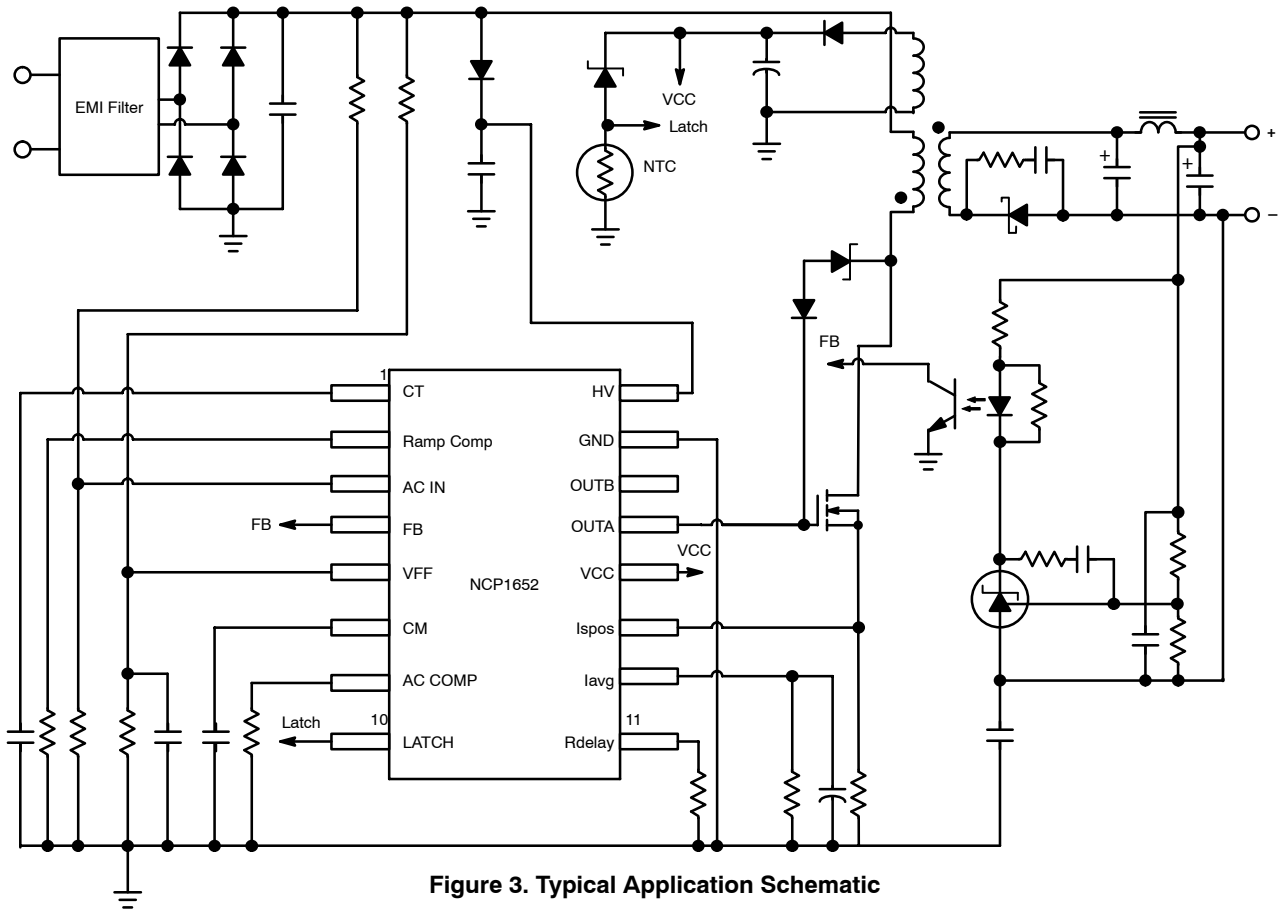 EMI Filter
VCC
Latch
NTC
+
+
+
−
FB
1
CT
HV
Ramp Comp
GND
AC IN
OUTB
FB
FB
OUTA
VCC
VFF
NCP1652
VCC
CM
Ispos
AC COMP
Iavg
Latch
10
11
LATCH
Rdelay
Figure 3. Typical Application Schematic